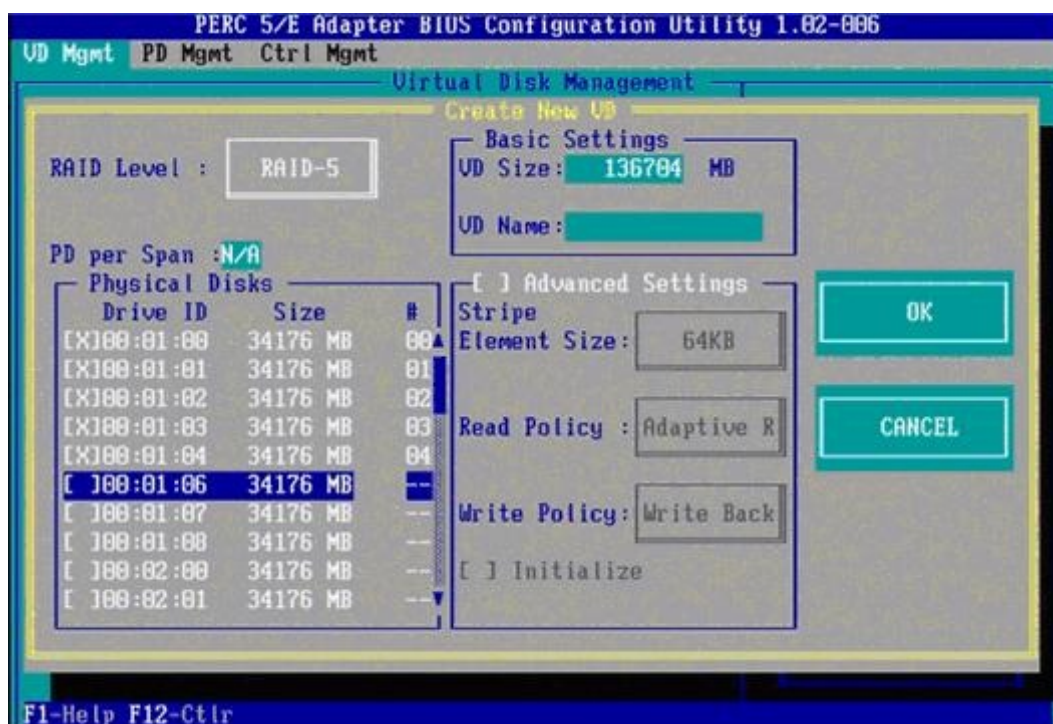 PERC 5/E Adapter BIOS Configuration Utility 1.02-006
VD Mgmt PD Mgmt Ctrl Mgmt
Virtual Disk Management
Create New VD
RAID Level : RAID-5
Basic Settings
VD Size: 136704 MB
VD Name:
PD per Span :N/A
Physical Disks
Drive ID Size #
[X]00:01:00 34176 MB 00
[X]00:01:01 34176 MB 01
[X]00:01:02 34176 MB 02
[X]00:01:03 34176 MB 03
[X]00:01:04 34176 MB 04
[ ]00:01:06 34176 MB --
[ ]00:01:07 34176 MB --
[ ]00:01:08 34176 MB --
[ ]00:02:00 34176 MB --
[ ]00:02:01 34176 MB --
[ ] Advanced Settings
Stripe
Element Size: 64KB
Read Policy : Adaptive R
Write Policy: Write Back
[ ] Initialize
OK
CANCEL
F1-Help F12-Ctlr